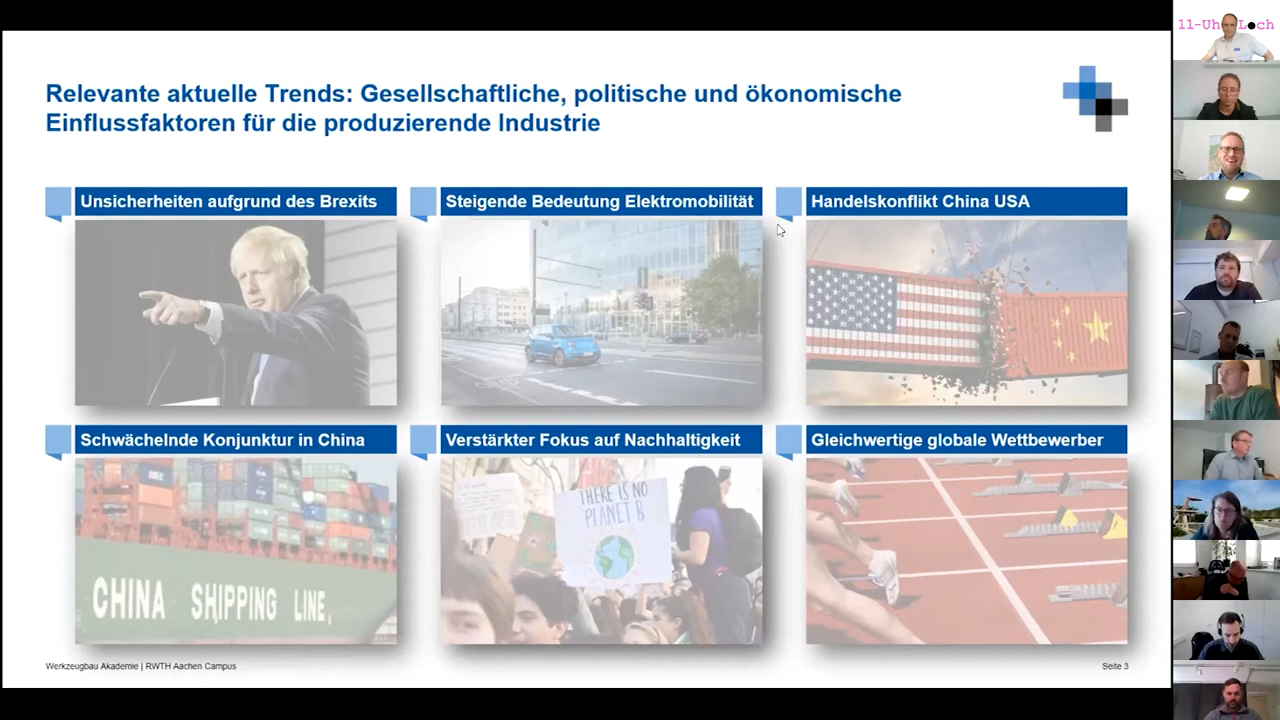 Relevante aktuelle Trends: Gesellschaftliche, politische und ökonomische
Einflussfaktoren für die produzierende Industrie
11-Uh L ch
Unsicherheiten aufgrund des Brexits
Steigende Bedeutung Elektromobilität
Handelskonflikt China USA
Schwächelnde Konjunktur in China
Verstärkter Fokus auf Nachhaltigkeit
Gleichwertige globale Wettbewerber
CHINA SHIPPING LINE
THERE IS NO
PLANET B
Werkzeugbau Akademie | RWTH Aachen Campus
Seite 3